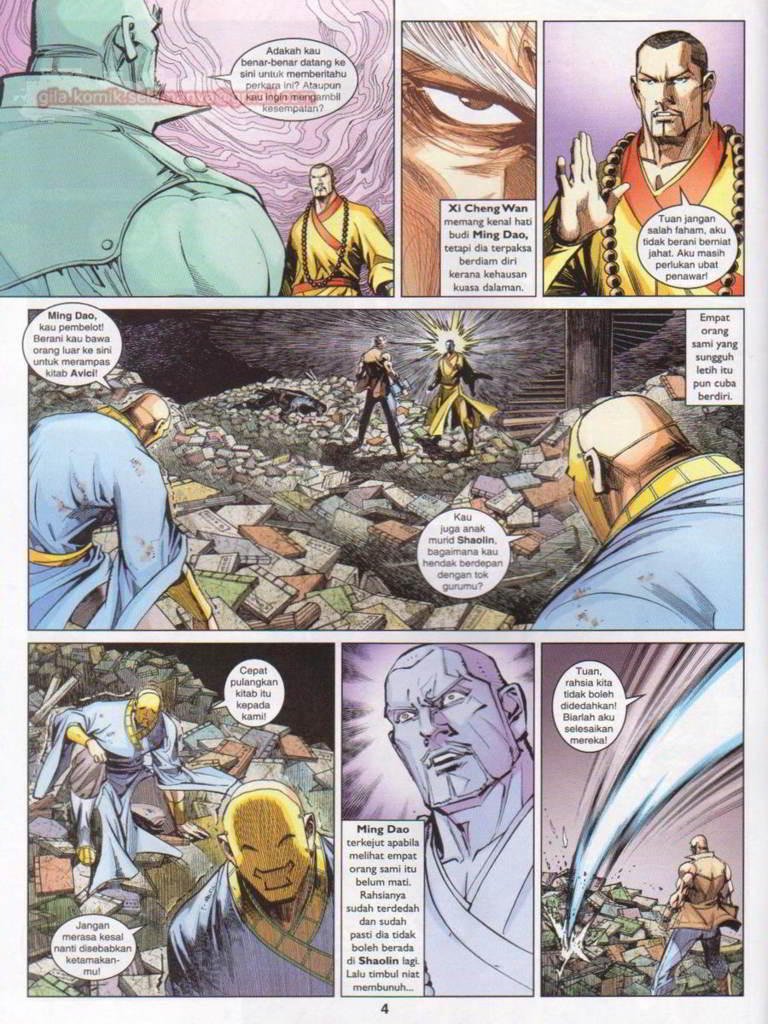 Adakah kau
benar-benar datang ke
sini untuk memberitahu
perkara ini? Ataupun
kau ingin mengambil
kesempatan?
Xi Cheng Wan
memang kenal hati
budi Ming Dao,
tetapi dia terpaksa
berdiam diri
kerana kehausan
kuasa dalaman.
Tuan jangan
salah faham, aku
tidak berani berniat
jahat. Aku masih
perlukan ubat
penawar!
Ming Dao,
kau pembelot!
Berani kau bawa
orang luar ke sini
untuk merampas
kitab Avici!
Empat
orang
sami yang
sungguh
letih itu
pun cuba
berdiri.
Kau
juga anak
murid Shaolin,
bagaimana kau
hendak berdepan
dengan tok
gurumu?
Cepat
pulangkan
kitab itu
kepada
kami!
Jangan
merasa kesal
nanti disebabkan
ketamakan-
mu!
Ming Dao
terkejut apabila
melihat empat
orang sami itu
belum mati.
Rahsianya
sudah terdedah
dan sudah
pasti dia tidak
boleh berada
di Shaolin lagi.
Lalu timbul niat
membunuh...
Tuan,
rahsia kita
tidak boleh
didedahkan!
Biarlah aku
selesaikan
mereka!
4